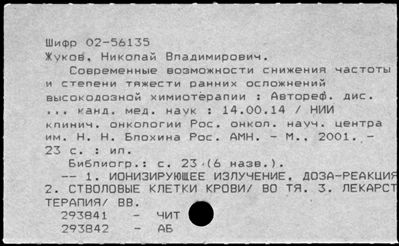 Шифр 02-56135
Жуков, Николай Владимирович.
Современные возможности снижения частоты
и степени тяжести ранних осложнений
высокодозной химиотерапии : Автореф. дис.
... канд. мед. наук : 14.00.14 / НИИ
клинич. онкологии Рос. онкол. науч. центра
им. Н. Н. Блохина Рос. АМН. - М., 2001. -
23 с. : ил.
Библиогр.: с. 23 (6 назв.).
-- 1. ИОНИЗИРУЮЩЕЕ ИЗЛУЧЕНИЕ, ДОЗА-РЕАКЦИЯ
2. СТВОЛОВЫЕ КЛЕТКИ КРОВИ/ ВО ТЯ. 3. ЛЕКАРСТ
ТЕРАПИЯ/ ВВ.
293841 - ЧИТ
293842 - АБ